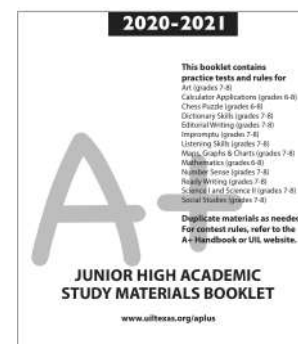 2020-2021
This booklet contains
practice tests and rules for
Art (grades 7-8)
Calculator Applications (grades 6-8)
Chess Puzzle (grades 6-8)
Dictionary Skills (grades 7-8)
Editorial Writing (grades 7-8)
Impromptu (grades 7-8)
Listening Skills (grades 7-8)
Maps, Graphs & Charts (grades 7-8)
Mathematics (grades 6-8)
Number Sense (grades 7-8)
Ready Writing (grades 7-8)
Science I and Science II (grades 7-8)
Social Studies (grades 7-8)
Duplicate materials as needed.
For contest rules, refer to the
A+ Handbook or UIL website.
A+
JUNIOR HIGH ACADEMIC
STUDY MATERIALS BOOKLET
www.uiltexas.org/aplus